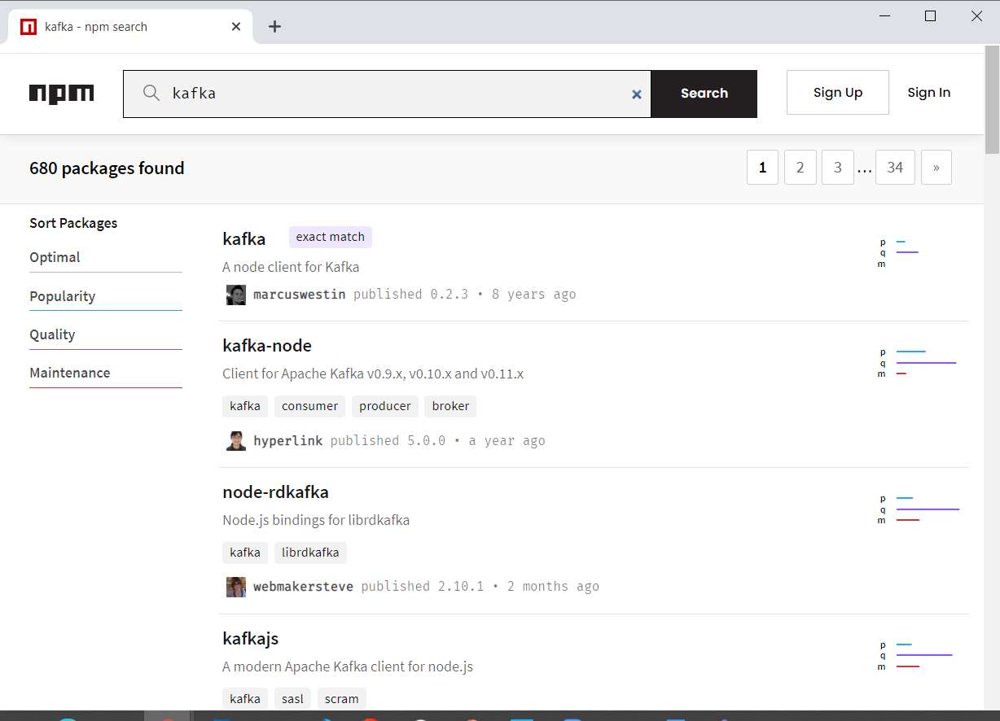 kafka - npm search
npm
kafka
Search
Sign Up
Sign In
680 packages found
1 2 3 ... 34 »
Sort Packages
Optimal
Popularity
Quality
Maintenance
kafka exact match
A node client for Kafka
marcuswestin published 0.2.3 • 8 years ago
p
q
m
kafka-node
Client for Apache Kafka v0.9.x, v0.10.x and v0.11.x
kafka consumer producer broker
hyperlink published 5.0.0 • a year ago
p
q
m
node-rdkafka
Node.js bindings for librdkafka
kafka librdkafka
webmakersteve published 2.10.1 • 2 months ago
p
q
m
kafkajs
A modern Apache Kafka client for node.js
kafka sasl scram
p
q
m